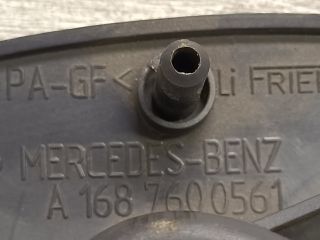 PA-GF< Li FRIE
MERCEDES-BENZ
A 168 760 0561